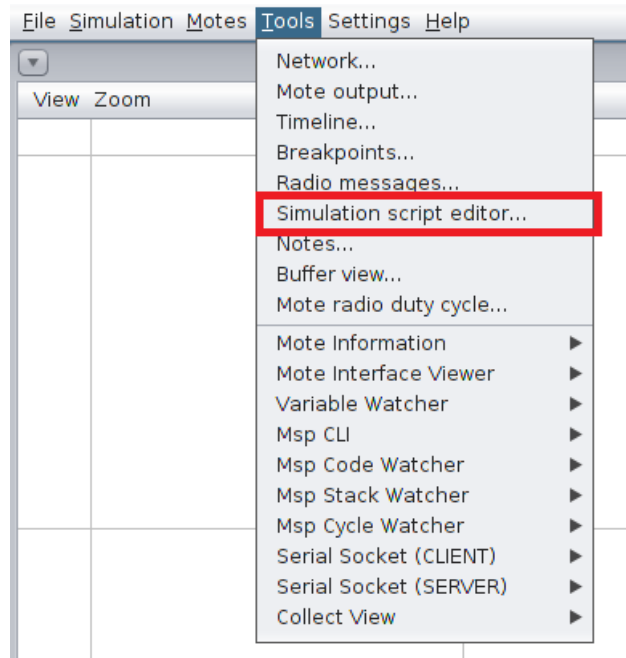 File Simulation Motes Tools Settings Help
View Zoom
Network...
Mote output...
Timeline...
Breakpoints...
Radio messages...
Simulation script editor...
Notes...
Buffer view...
Mote radio duty cycle...
Mote Information
Mote Interface Viewer
Variable Watcher
Msp CLI
Msp Code Watcher
Msp Stack Watcher
Msp Cycle Watcher
Serial Socket (CLIENT)
Serial Socket (SERVER)
Collect View